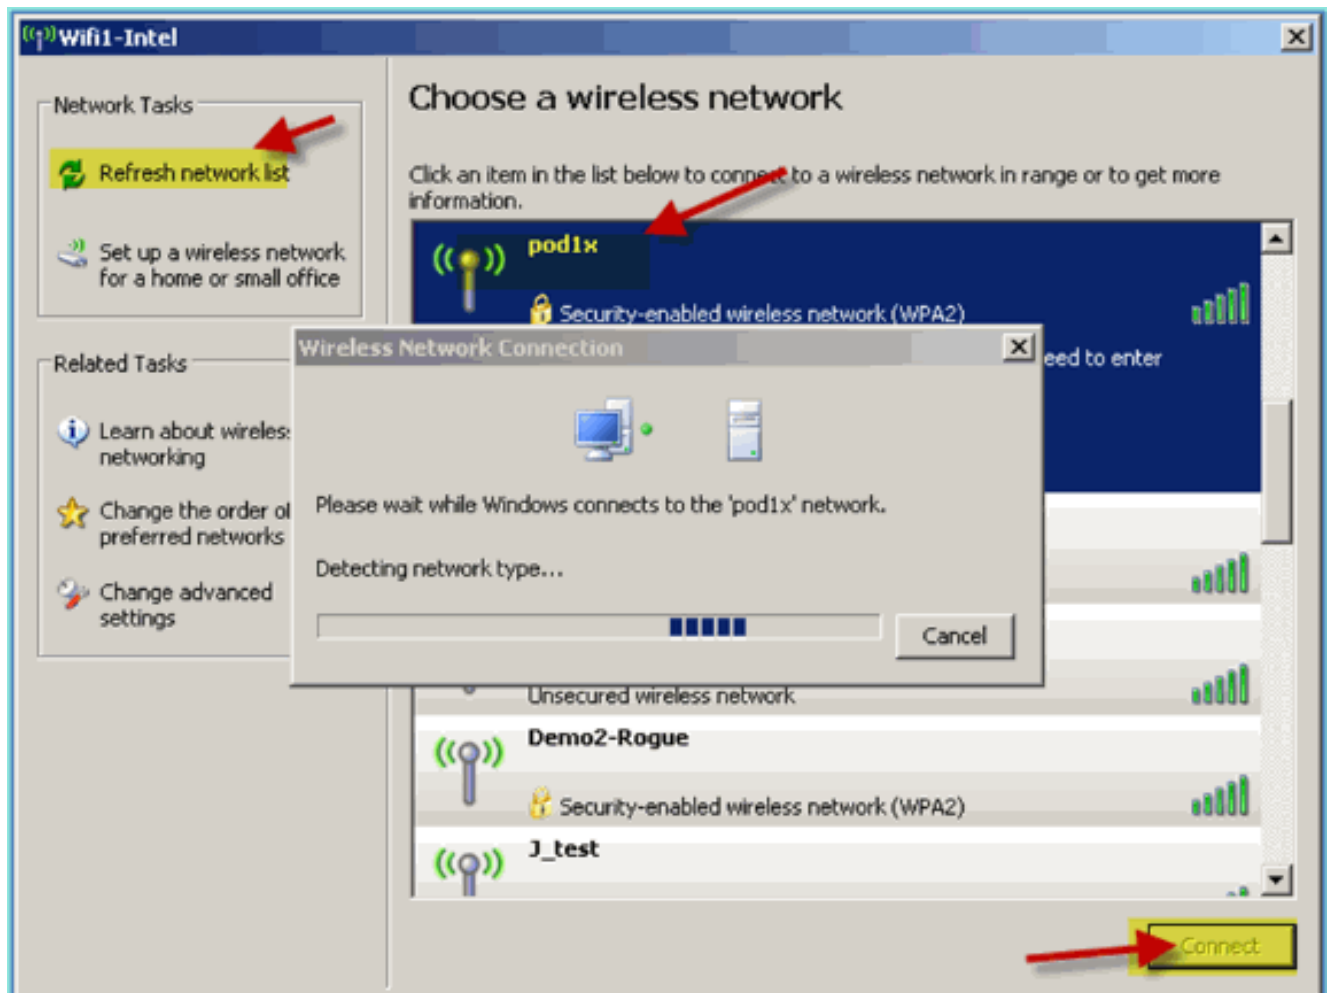 Wifi1-Intel
Network Tasks
Refresh network list
Set up a wireless network
for a home or small office
Related Tasks
Learn about wireless
networking
Change the order of
preferred networks
Change advanced
settings
Choose a wireless network
Click an item in the list below to connect to a wireless network in range or to get more
information.
pod1x
Security-enabled wireless network (WPA2)
eed to enter
Wireless Network Connection
Please wait while Windows connects to the 'pod1x' network.
Detecting network type...
Cancel
Unsecured wireless network
Demo2-Rogue
Security-enabled wireless network (WPA2)
J_test
Connect